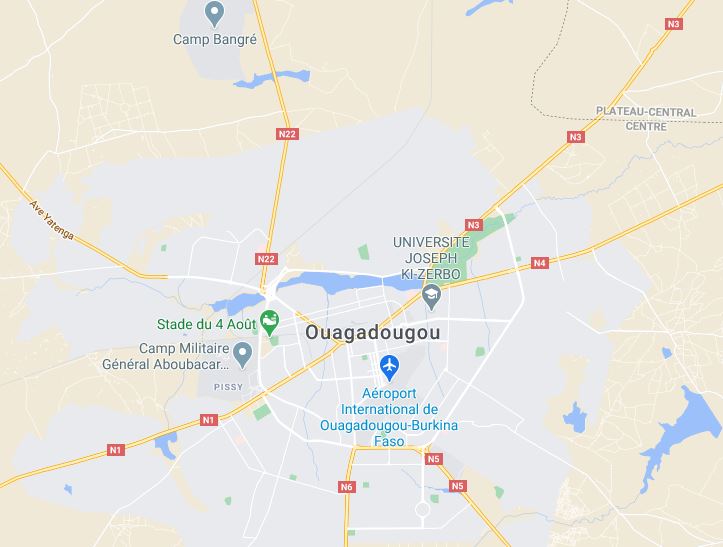 N3
Camp Bangré
PLATEAU-CENTRAL
CENTRE
N22
N3
Ave Yatenga
N3
UNIVERSITÉ
JOSEPH
KI-ZERBO
N22
N4
Stade du 4 Août
Ouagadougou
Camp Militaire
Général Aboubacar...
PISSY
Aéroport
International de
Ouagadougou-Burkina
Faso
N1
N1
N5
N6
N5